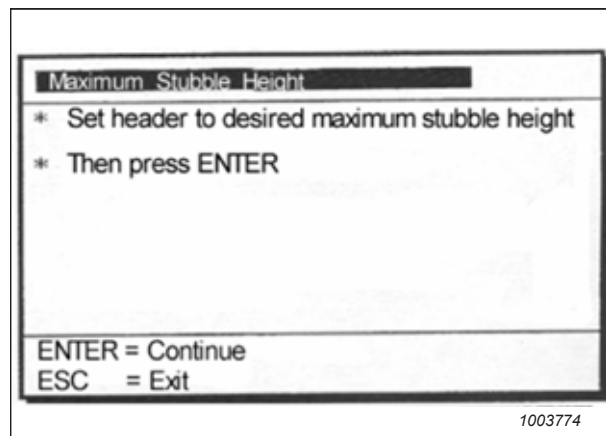 Maximum Stubble Height
* Set header to desired maximum stubble height
* Then press ENTER
ENTER = Continue
ESC = Exit
1003774